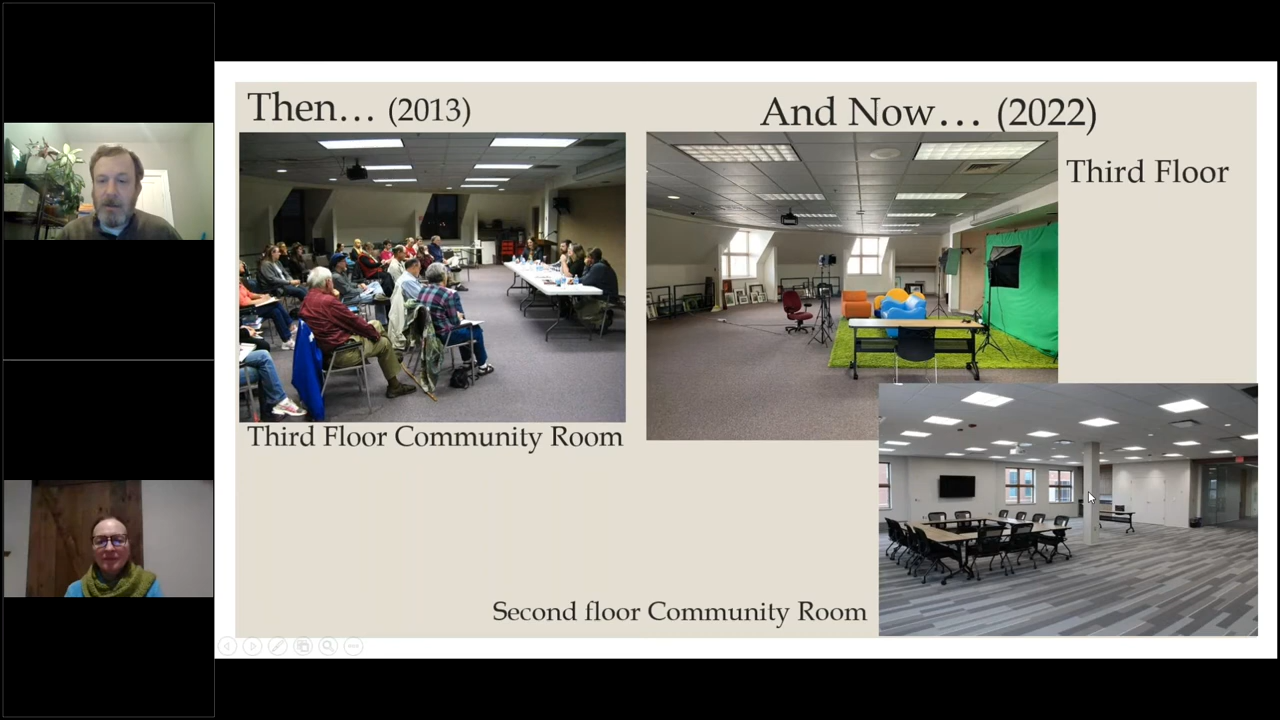 Then... (2013)
And Now... (2022)
Third Floor
Third Floor Community Room
Second floor Community Room